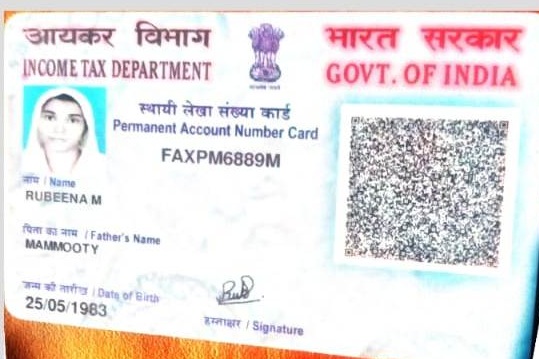 आयकर विभाग
INCOME TAX DEPARTMENT
भारत सरकार
GOVT. OF INDIA
स्थायी लेखा संख्या कार्ड
Permanent Account Number Card
FAXPM6889M
नाम / Name
RUBEENA M
पिता का नाम / Father's Name
MAMMOOTY
जन्म की तारीख / Date of Birth
25/05/1983
हस्ताक्षर / Signature